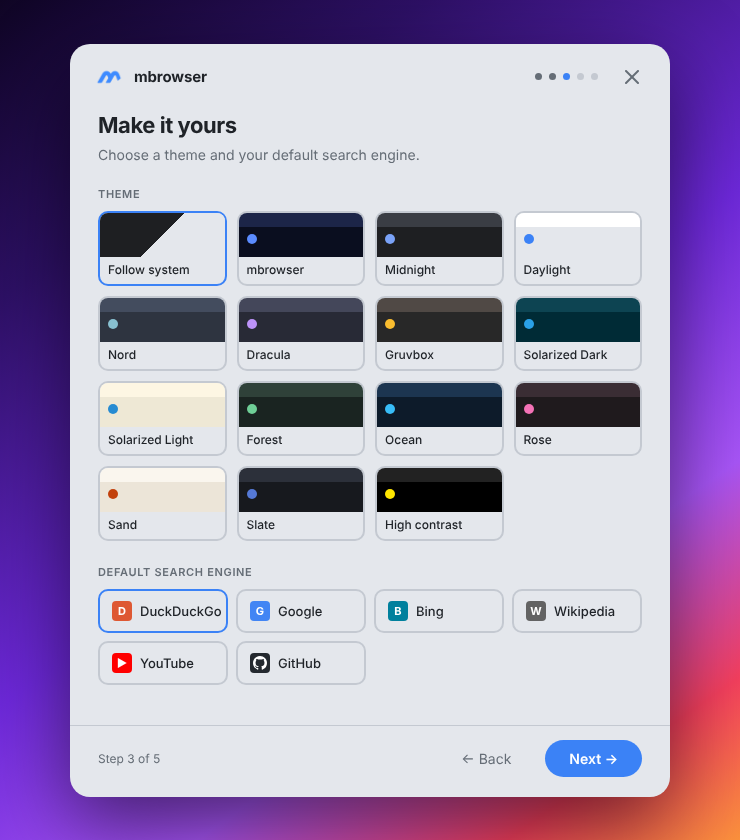 mbrowser
Make it yours
Choose a theme and your default search engine.
THEME
Follow system
mbrowser
Midnight
Daylight
Nord
Dracula
Gruvbox
Solarized Dark
Solarized Light
Forest
Ocean
Rose
Sand
Slate
High contrast
DEFAULT SEARCH ENGINE
D DuckDuckGo
G Google
B Bing
W Wikipedia
YouTube
GitHub
Step 3 of 5
← Back
Next →